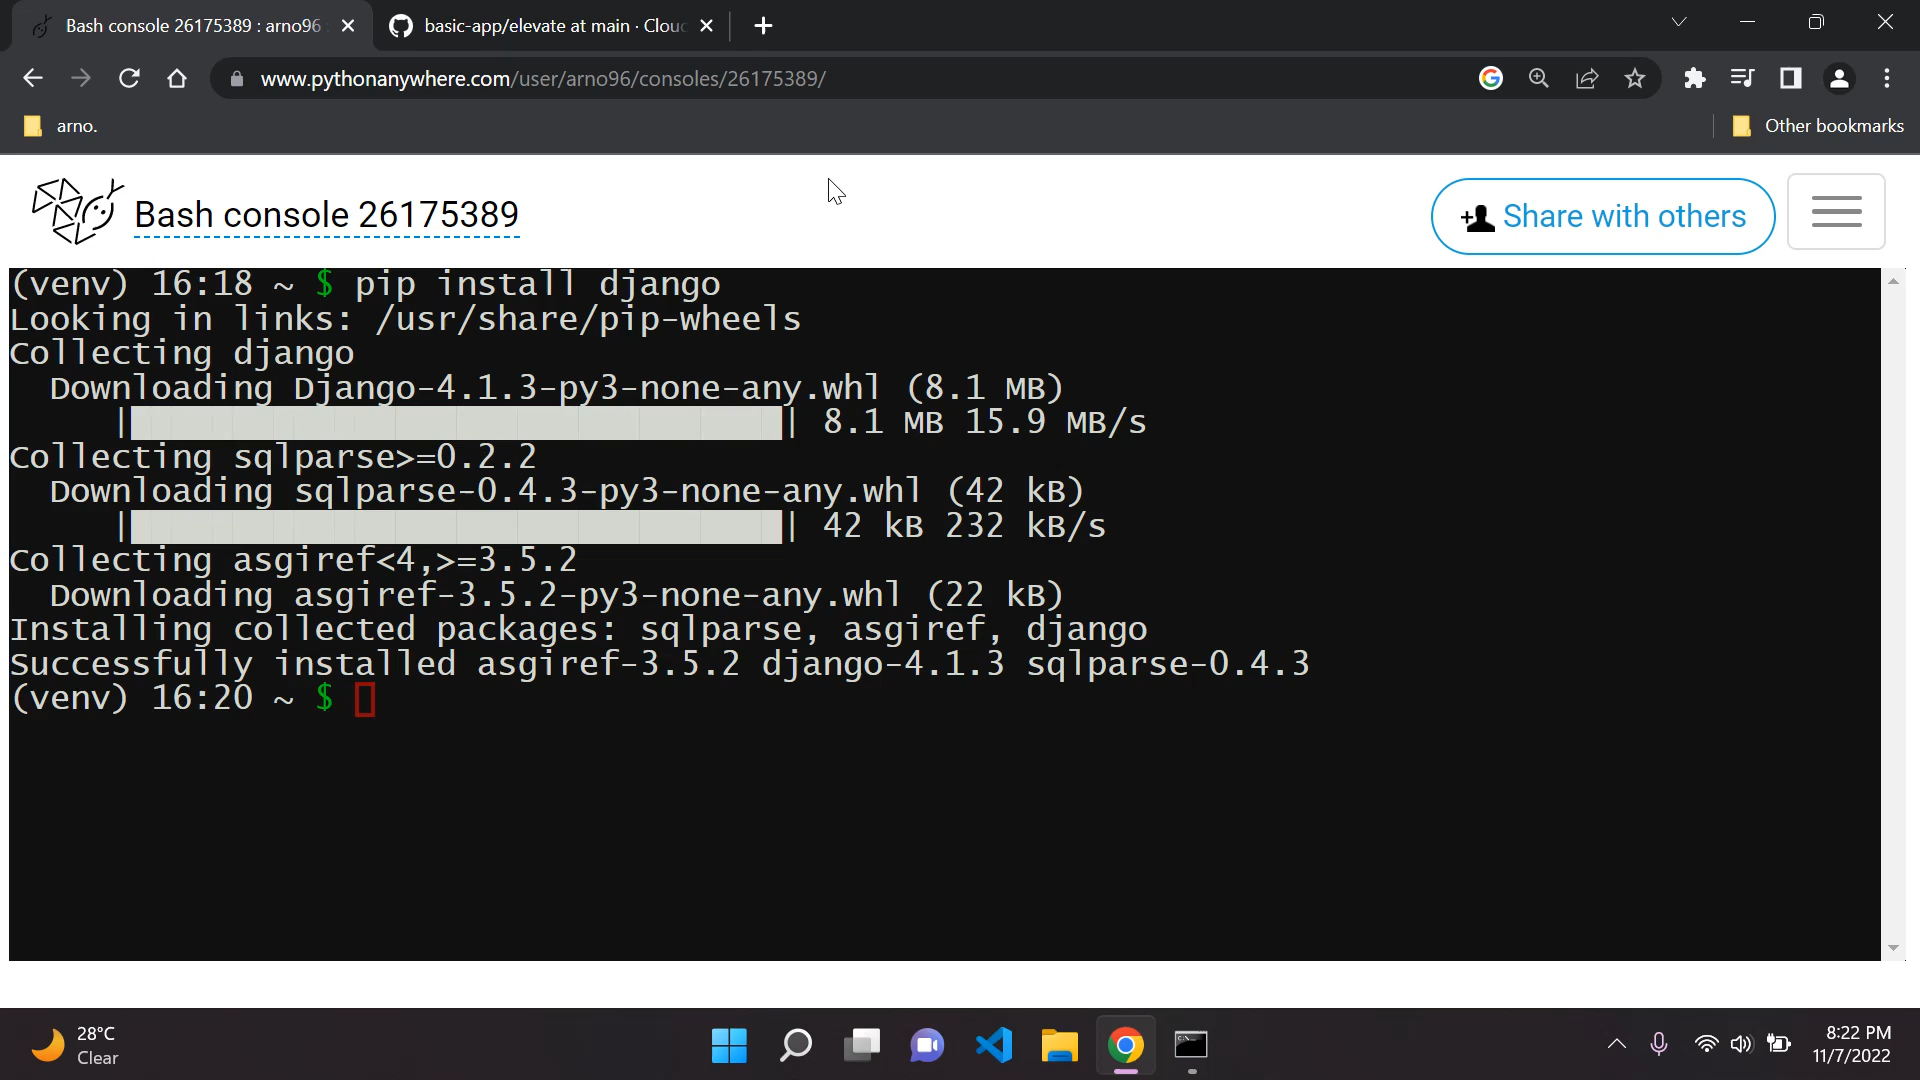 Bash console 26175389 : arno96
basic-app/elevate at main · Clou
www.pythonanywhere.com/user/arno96/consoles/26175389/
arno.
Other bookmarks
Bash console 26175389
Share with others
(venv) 16:18 ~ $ pip install django
Looking in links: /usr/share/pip-wheels
Collecting django
Downloading Django-4.1.3-py3-none-any.whl (8.1 MB)
|████████████████████████████████| 8.1 MB 15.9 MB/s
Collecting sqlparse>=0.2.2
Downloading sqlparse-0.4.3-py3-none-any.whl (42 kB)
|████████████████████████████████| 42 kB 232 kB/s
Collecting asgiref<4,>=3.5.2
Downloading asgiref-3.5.2-py3-none-any.whl (22 kB)
Installing collected packages: sqlparse, asgiref, django
Successfully installed asgiref-3.5.2 django-4.1.3 sqlparse-0.4.3
(venv) 16:20 ~ $
28°C
Clear
8:22 PM
11/7/2022